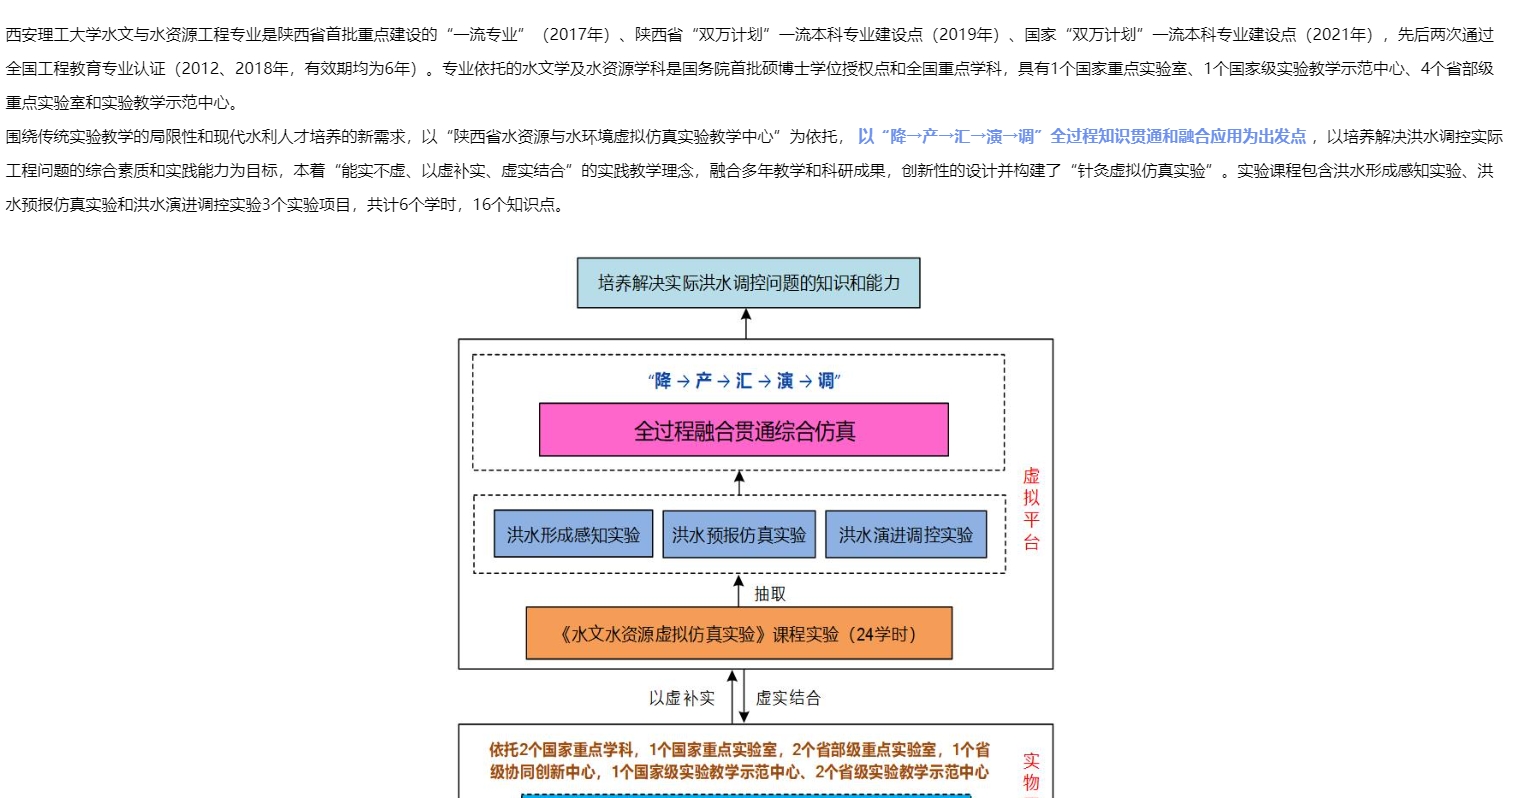 西安理工大学水文与水资源工程专业是陕西省首批重点建设的“一流专业”（2017年）、陕西省“双万计划”一流本科专业建设点（2019年）、国家“双万计划”一流本科专业建设点（2021年），先后两次通过
全国工程教育专业认证（2012、2018年，有效期均为6年）。专业依托的水文学及水资源学科是国务院首批硕博士学位授权点和全国重点学科，具有1个国家重点实验室、1个国家级实验教学示范中心、4个省部级
重点实验室和实验教学示范中心。
围绕传统实验教学的局限性和现代水利人才培养的新需求，以“陕西省水资源与水环境虚拟仿真实验教学中心”为依托， 以“降→产→汇→演→调”全过程知识贯通和融合应用为出发点 ，以培养解决洪水调控实际
工程问题的综合素质和实践能力为目标，本着“能实不虚、以虚补实、虚实结合”的实践教学理念，融合多年教学和科研成果，创新性的设计并构建了“针灸虚拟仿真实验”。实验课程包含洪水形成感知实验、洪
水预报仿真实验和洪水演进调控实验3个实验项目，共计6个学时，16个知识点。
培养解决实际洪水调控问题的知识和能力
“降→产→汇→演→调”
全过程融合贯通综合仿真
虚拟平台
洪水形成感知实验 洪水预报仿真实验 洪水演进调控实验
抽取
《水文水资源虚拟仿真实验》课程实验（24学时）
以虚补实 虚实结合
依托2个国家重点学科，1个国家重点实验室，2个省部级重点实验室，1个省
级协同创新中心，1个国家级实验教学示范中心、2个省级实验教学示范中心
实物